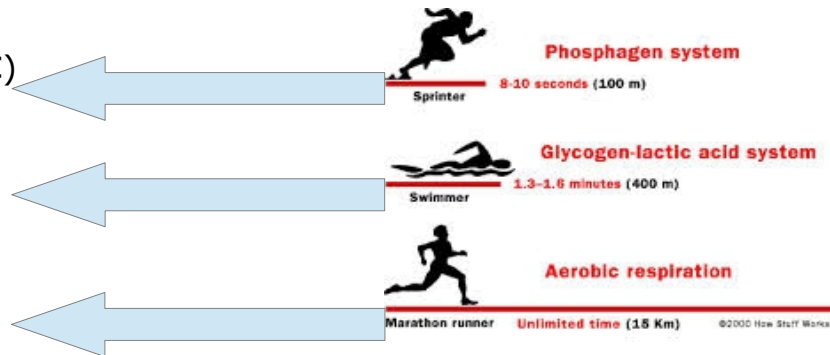 Phosphagen system
8-10 seconds (100 m)
Sprinter
Glycogen-lactic acid system
1.3-1.6 minutes (400 m)
Swimmer
Aerobic respiration
Marathon runner Unlimited time (15 Km) ©2000 How Stuff Works